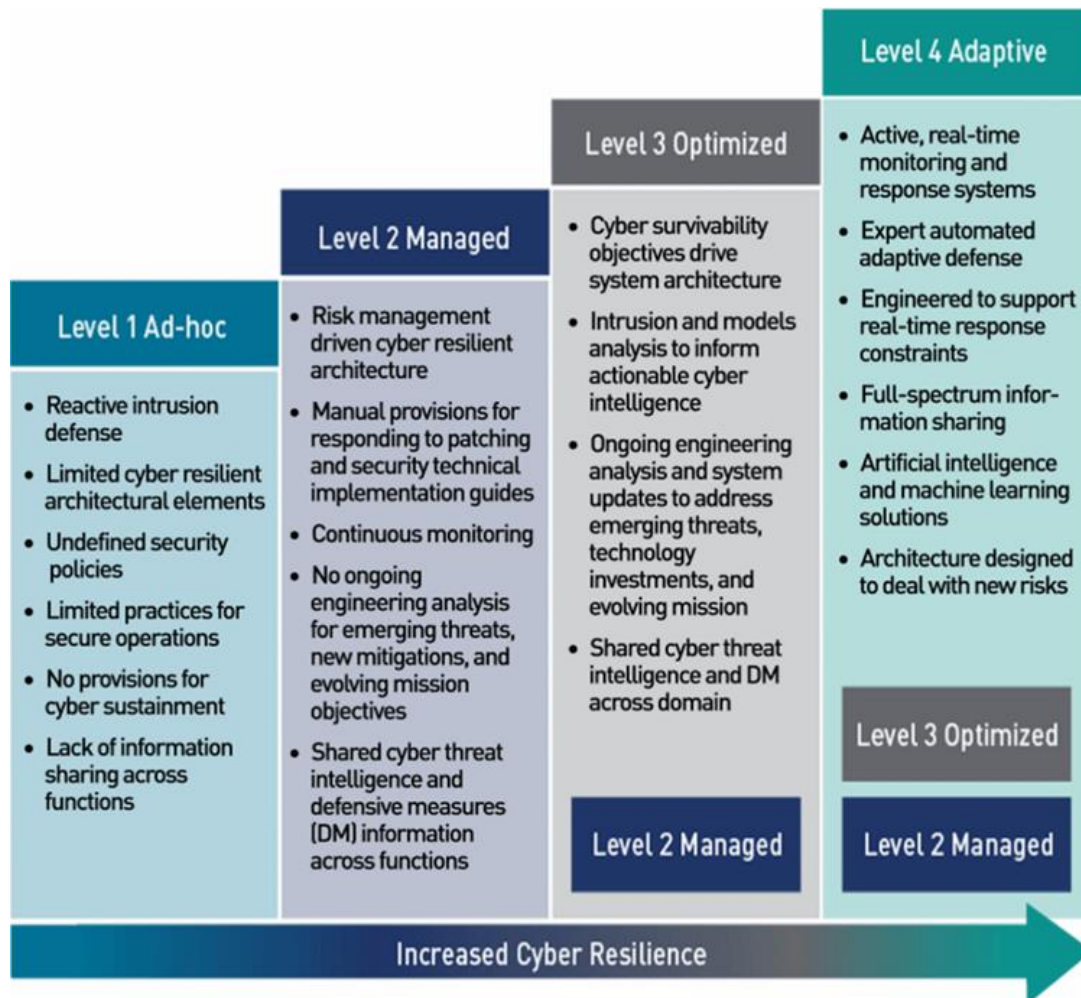 Level 1 Ad-hoc
• Reactive intrusion
defense
• Limited cyber resilient
architectural elements
• Undefined security
policies
• Limited practices for
secure operations
• No provisions for
cyber sustainment
• Lack of information
sharing across
functions
Level 2 Managed
• Risk management
driven cyber resilient
architecture
• Manual provisions for
responding to patching
and security technical
implementation guides
• Continuous monitoring
• No ongoing
engineering analysis
for emerging threats,
new mitigations, and
evolving mission
objectives
• Shared cyber threat
intelligence and
defensive measures
(DM) information
across functions
Level 3 Optimized
• Cyber survivability
objectives drive
system architecture
• Intrusion and models
analysis to inform
actionable cyber
intelligence
• Ongoing engineering
analysis and system
updates to address
emerging threats,
technology
investments, and
evolving mission
• Shared cyber threat
intelligence and DM
across domain
Level 2 Managed
Level 4 Adaptive
• Active, real-time
monitoring and
response systems
• Expert automated
adaptive defense
• Engineered to support
real-time response
constraints
• Full-spectrum infor-
mation sharing
• Artificial intelligence
and machine learning
solutions
• Architecture designed
to deal with new risks
Level 3 Optimized
Level 2 Managed
Increased Cyber Resilience